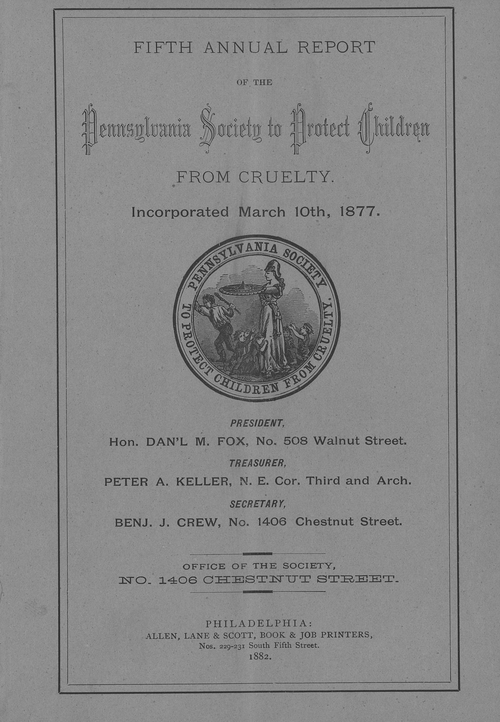 FIFTH ANNUAL REPORT
OF THE
Pennsylvania Society to Protect Children
FROM CRUELTY.
Incorporated March 10th, 1877.
PENNSYLVANIA SOCIETY
TO PROTECT CHILDREN FROM CRUELTY.
PRESIDENT,
Hon. DAN'L M. FOX, No. 508 Walnut Street.
TREASURER,
PETER A. KELLER, N. E. Cor. Third and Arch.
SECRETARY,
BENJ. J. CREW, No. 1406 Chestnut Street.
OFFICE OF THE SOCIETY,
NO. 1406 CHESTNUT STREET.
PHILADELPHIA:
ALLEN, LANE & SCOTT, BOOK & JOB PRINTERS,
Nos. 229-231 South Fifth Street.
1882.